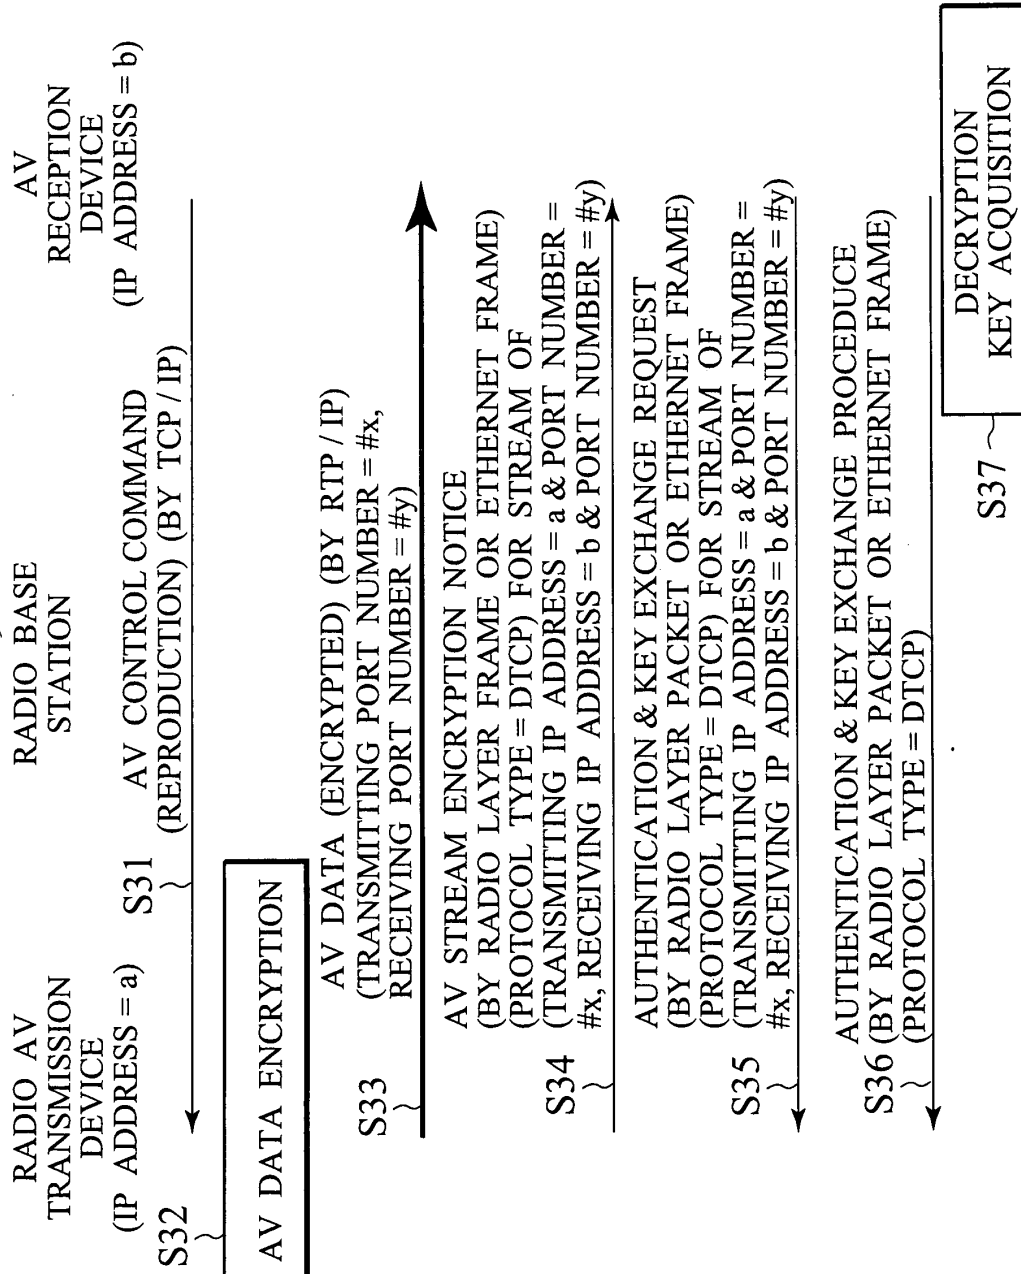 RADIO AV
TRANSMISSION
DEVICE
(IP ADDRESS = a)
RADIO BASE
STATION
AV
RECEPTION
DEVICE
(IP ADDRESS = b)
S31
AV CONTROL COMMAND
(REPRODUCTION) (BY TCP / IP)
S32
AV DATA ENCRYPTION
S33
AV DATA (ENCRYPTED) (BY RTP / IP)
(TRANSMITTING PORT NUMBER = #x,
RECEIVING PORT NUMBER = #y)
S34
AV STREAM ENCRYPTION NOTICE
(BY RADIO LAYER FRAME OR ETHERNET FRAME)
(PROTOCOL TYPE = DTCP) FOR STREAM OF
(TRANSMITTING IP ADDRESS = a & PORT NUMBER =
#x, RECEIVING IP ADDRESS = b & PORT NUMBER = #y)
S35
AUTHENTICATION & KEY EXCHANGE REQUEST
(BY RADIO LAYER PACKET OR ETHERNET FRAME)
(PROTOCOL TYPE = DTCP) FOR STREAM OF
(TRANSMITTING IP ADDRESS = a & PORT NUMBER =
#x, RECEIVING IP ADDRESS = b & PORT NUMBER = #y)
S36
AUTHENTICATION & KEY EXCHANGE PROCEDUCE
(BY RADIO LAYER PACKET OR ETHERNET FRAME)
(PROTOCOL TYPE = DTCP)
S37
DECRYPTION
KEY ACQUISITION